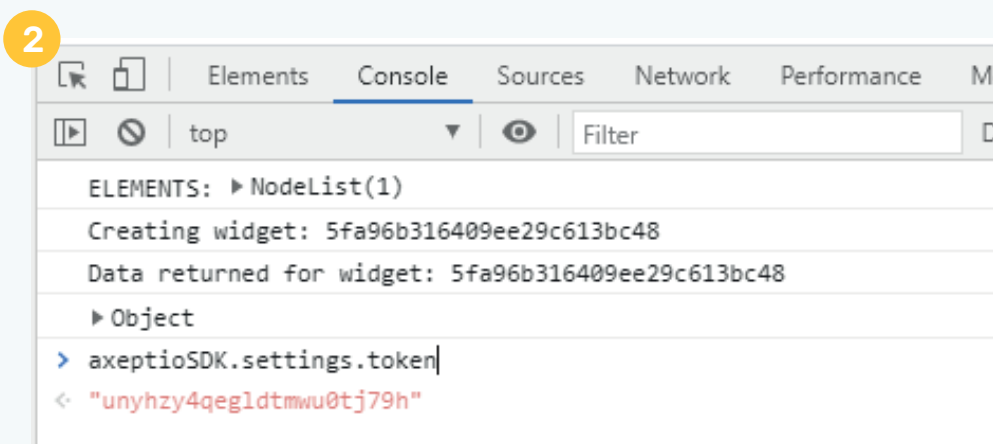 2
Elements Console Sources Network Performance M
top Filter D
ELEMENTS: NodeList(1)
Creating widget: 5fa96b316409ee29c613bc48
Data returned for widget: 5fa96b316409ee29c613bc48
Object
> axeptioSDK.settings.token
"unyhzy4qegldtmwu0tj79h"